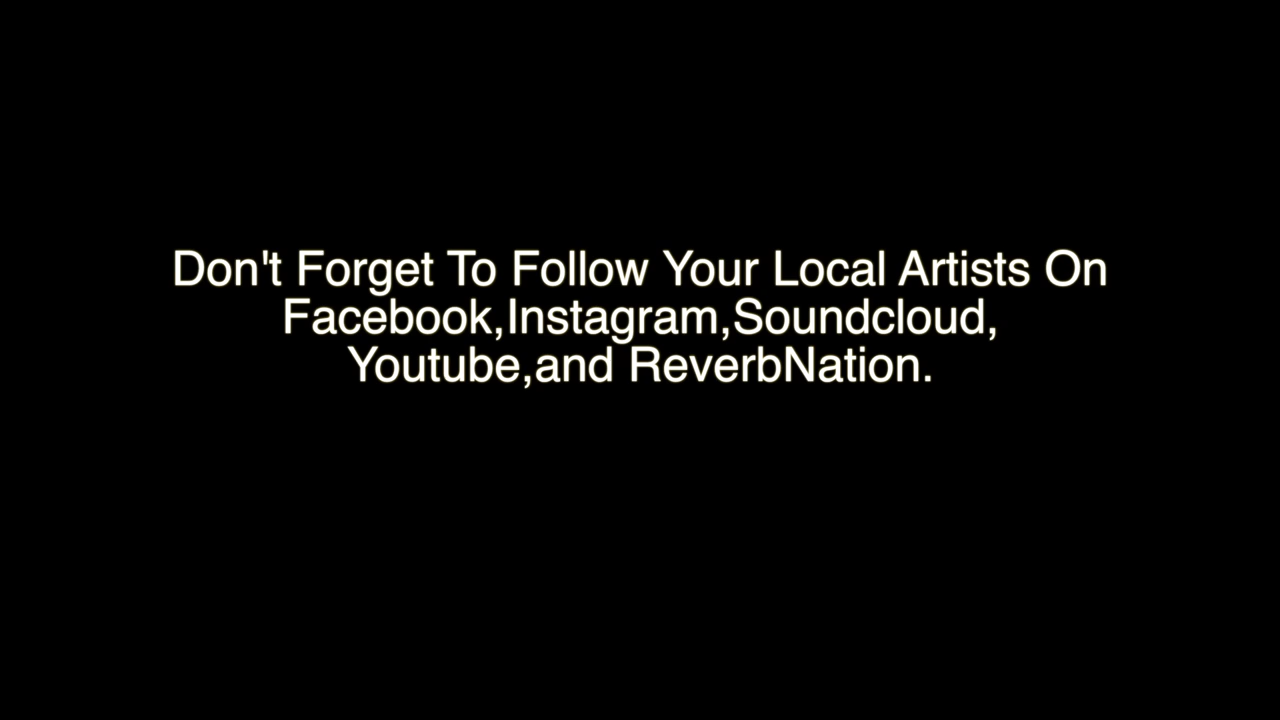 Don't Forget To Follow Your Local Artists On
Facebook,Instagram,Soundcloud,
Youtube,and ReverbNation.